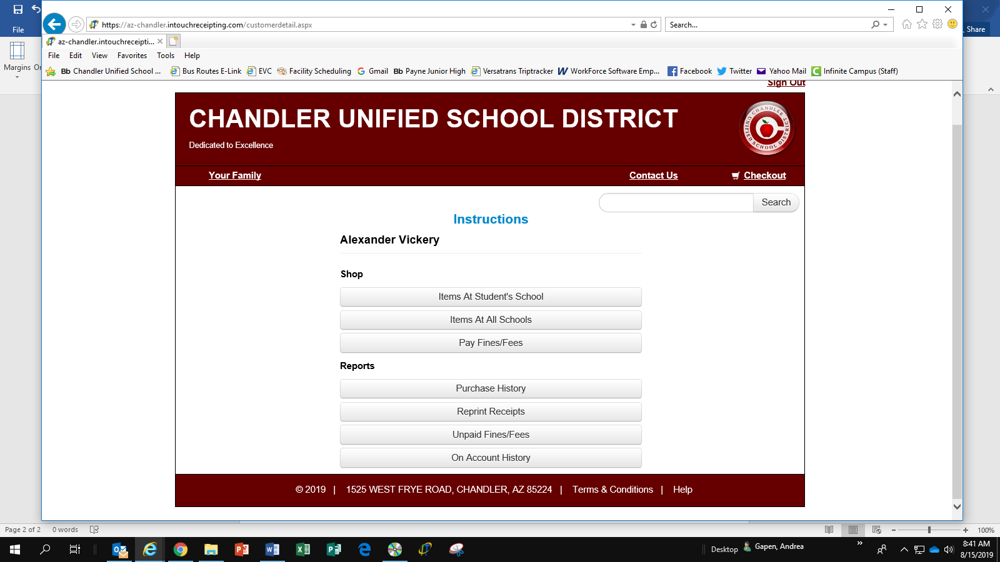 File
Share
Margins
https://az-chandler.intouchreceipting.com/customerdetail.aspx
Search...
az-chandler.intouchreceipti...
File Edit View Favorites Tools Help
Bb Chandler Unified School ... Bus Routes E-Link EVC Facility Scheduling Gmail Bb Payne Junior High Versatrans Triptracker WorkForce Software Emp... Facebook Twitter Yahoo Mail Infinite Campus (Staff)
Sign Out
CHANDLER UNIFIED SCHOOL DISTRICT
Dedicated to Excellence
CHANDLER UNIFIED SCHOOL DISTRICT
Your Family Contact Us Checkout
Search
Instructions
Alexander Vickery
Shop
Items At Student's School
Items At All Schools
Pay Fines/Fees
Reports
Purchase History
Reprint Receipts
Unpaid Fines/Fees
On Account History
© 2019 | 1525 WEST FRYE ROAD, CHANDLER, AZ 85224 | Terms & Conditions | Help
Page 2 of 2 0 words
100%
Desktop
Gapen, Andrea
8:41 AM
8/15/2019